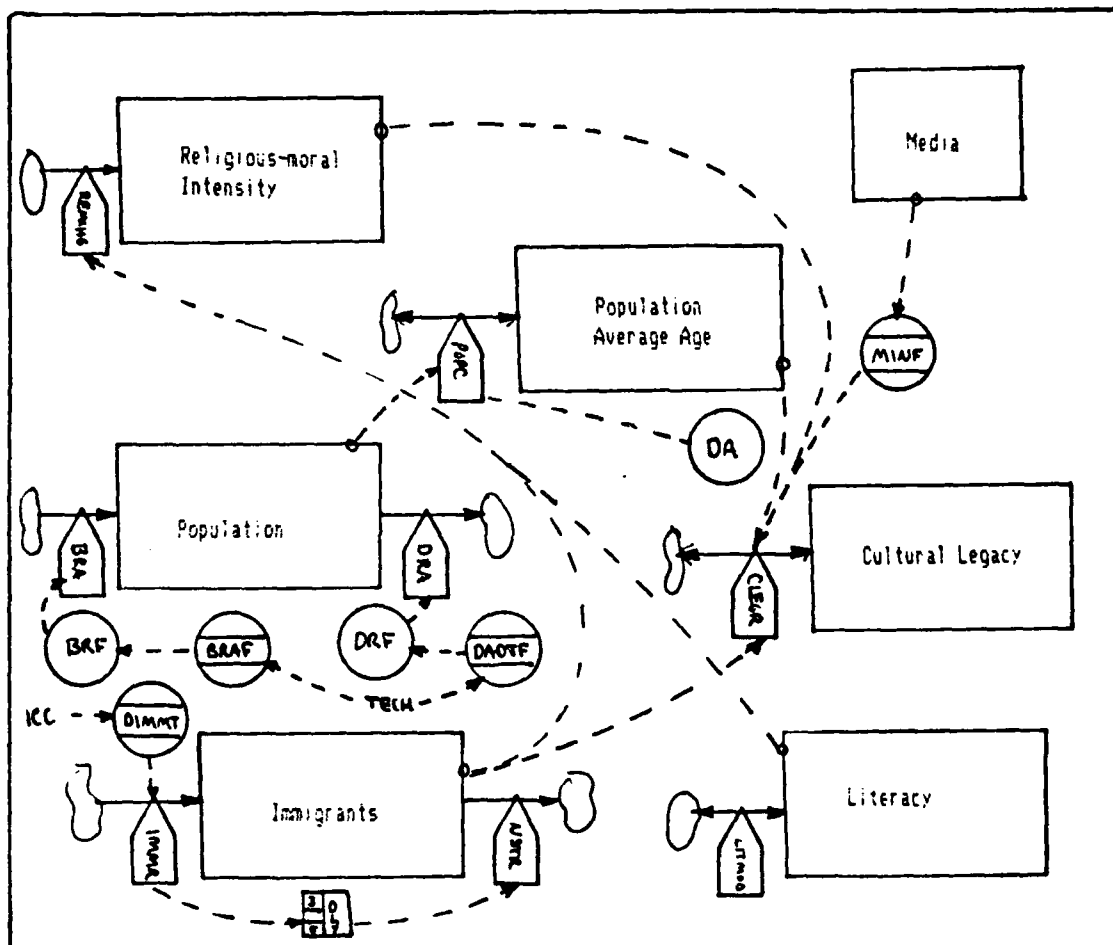 Religious-moral
Intensity
Media
Population
Average Age
MINF
POPC
DA
Population
BRA
DRA
Cultural Legacy
CLEGR
BRF
BRAF
DRF
DAOTF
TECH
ICC
DIMMT
Immigrants
Literacy
IMMR
LITMOD